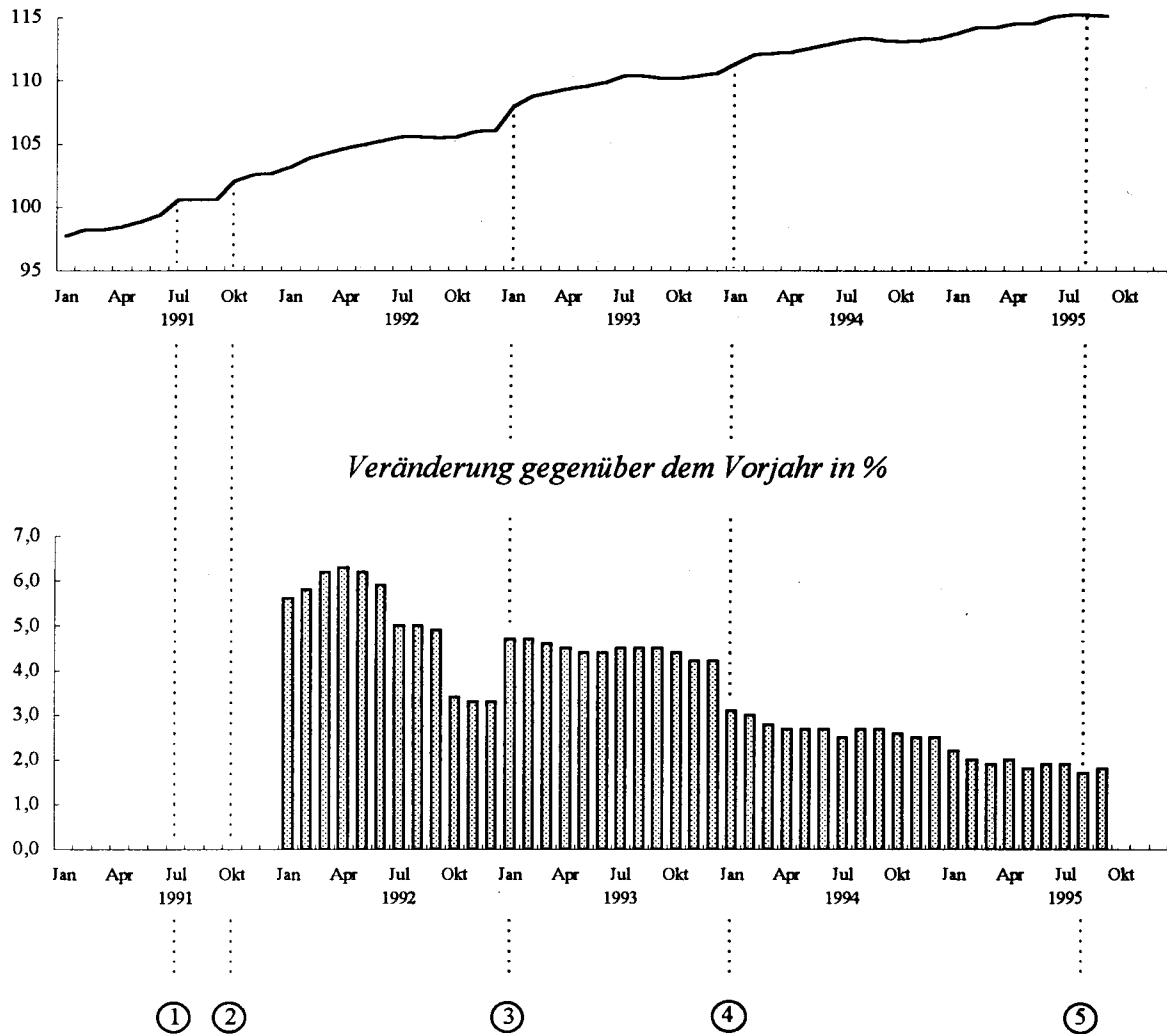 115
110
105
100
95
Jan Apr Jul Okt Jan Apr Jul Okt Jan Apr Jul Okt Jan Apr Jul Okt Jan Apr Jul Okt
1991 1992 1993 1994 1995
Veränderung gegenüber dem Vorjahr in %
7,0
6,0
5,0
4,0
3,0
2,0
1,0
0,0
Jan Apr Jul Okt Jan Apr Jul Okt Jan Apr Jul Okt Jan Apr Jul Okt Jan Apr Jul Okt
1991 1992 1993 1994 1995
1 2 3 4 5